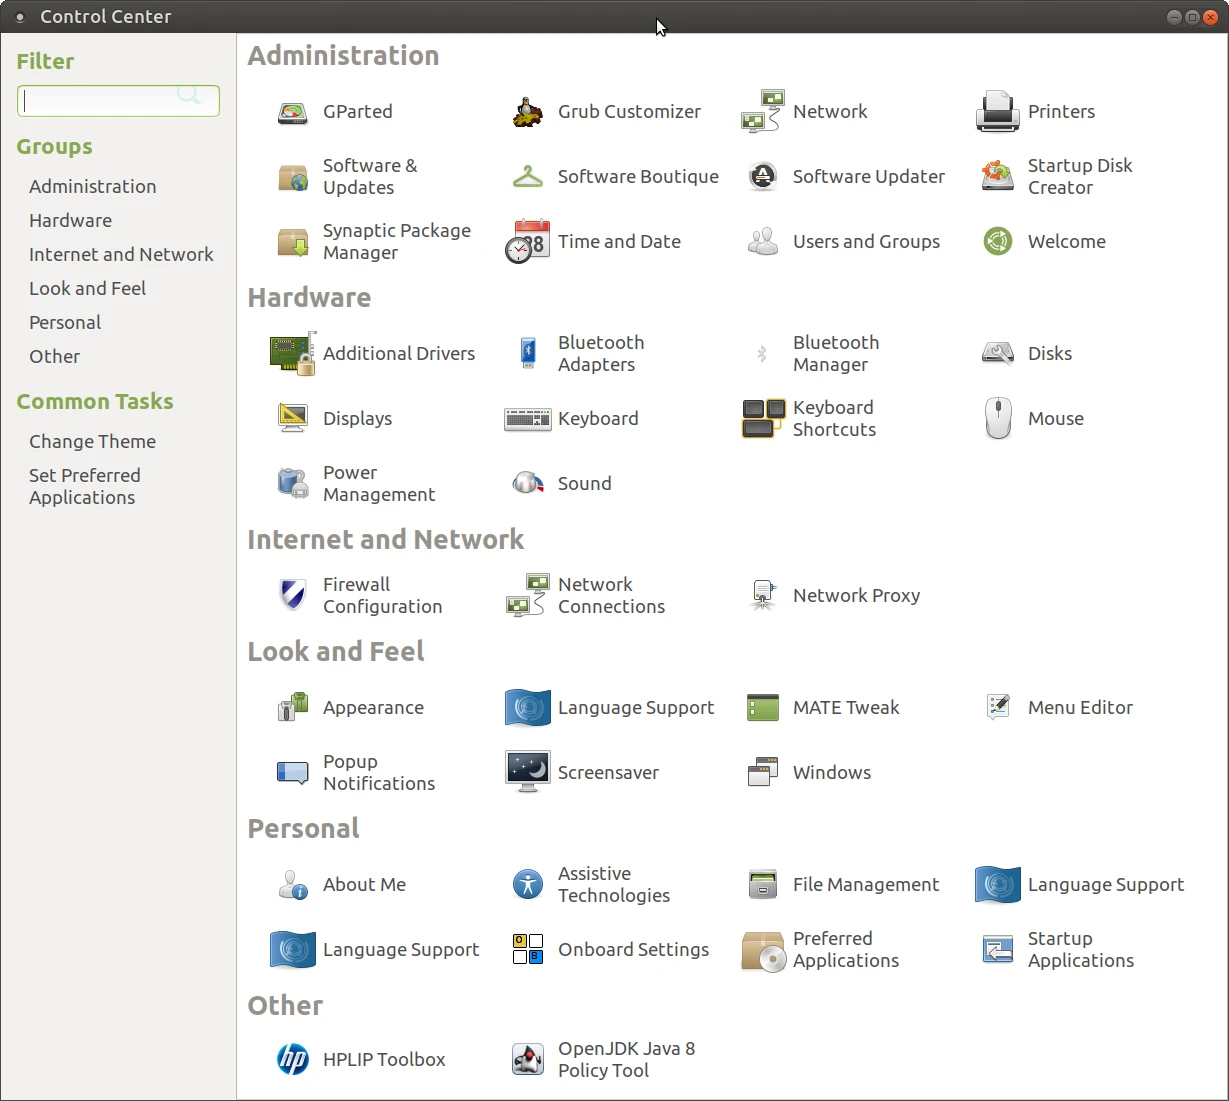 Control Center
Filter
Groups
Administration
Hardware
Internet and Network
Look and Feel
Personal
Other
Common Tasks
Change Theme
Set Preferred
Applications
Administration
GParted
Grub Customizer
Network
Printers
Software &
Updates
Software Boutique
Software Updater
Startup Disk
Creator
Synaptic Package
Manager
28
Time and Date
Users and Groups
Welcome
Hardware
Additional Drivers
Bluetooth
Adapters
Bluetooth
Manager
Disks
Displays
Keyboard
Keyboard
Shortcuts
Mouse
Power
Management
Sound
Internet and Network
Firewall
Configuration
Network
Connections
Network Proxy
Look and Feel
Appearance
Language Support
MATE Tweak
Menu Editor
Popup
Notifications
Screensaver
Windows
Personal
About Me
Assistive
Technologies
File Management
Language Support
Language Support
O
B
Onboard Settings
Preferred
Applications
Startup
Applications
Other
hp
HPLIP Toolbox
OpenJDK Java 8
Policy Tool